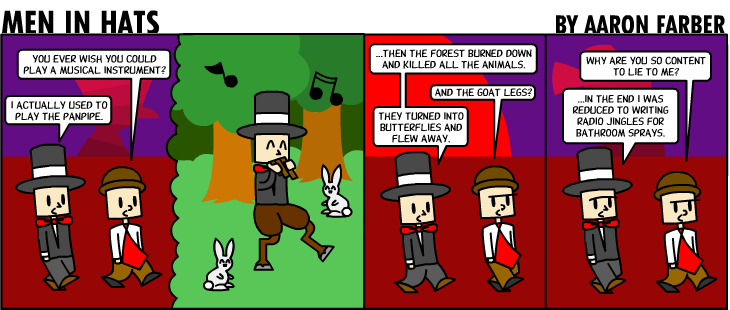 MEN IN HATS
BY AARON FARBER
YOU EVER WISH YOU COULD
PLAY A MUSICAL INSTRUMENT?
I ACTUALLY USED TO
PLAY THE PANPIPE.
...THEN THE FOREST BURNED DOWN
AND KILLED ALL THE ANIMALS.
AND THE GOAT LEGS?
THEY TURNED INTO
BUTTERFLIES AND
FLEW AWAY.
WHY ARE YOU SO CONTENT
TO LIE TO ME?
...IN THE END I WAS
REDUCED TO WRITING
RADIO JINGLES FOR
BATHROOM SPRAYS.